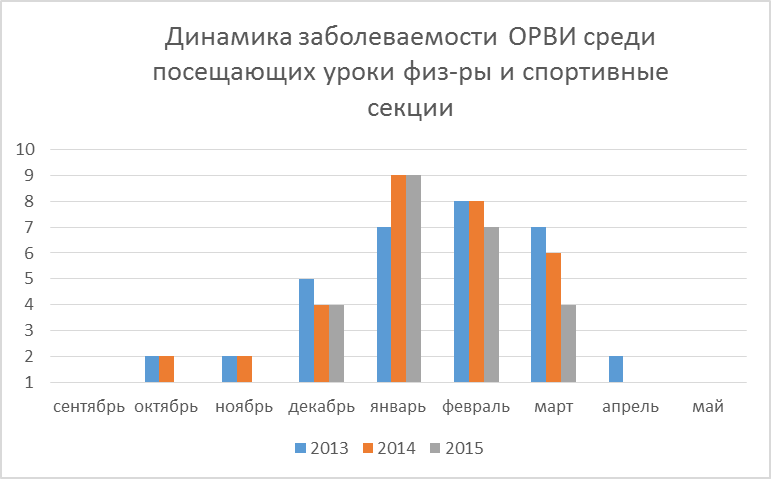 Динамика заболеваемости ОРВИ среди
посещающих уроки физ-ры и спортивные
секции
10
9
8
7
6
5
4
3
2
1
сентябрь октябрь ноябрь декабрь январь февраль март апрель май
2013 2014 2015